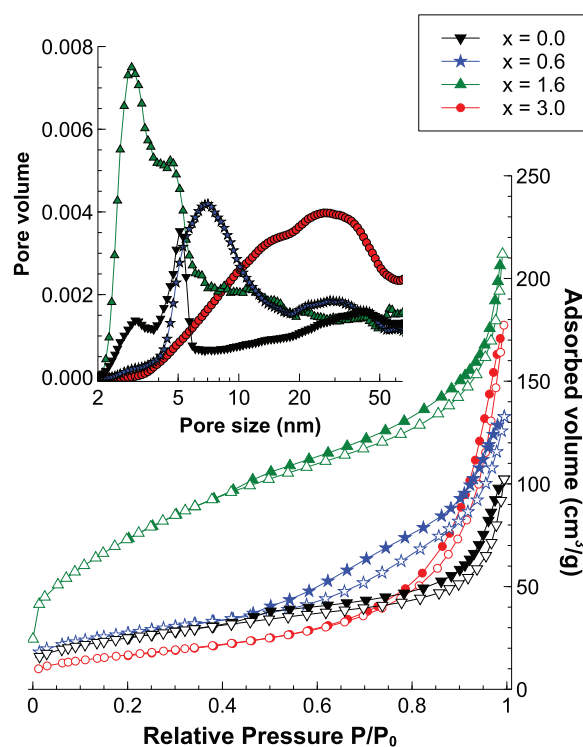 x = 0.0
x = 0.6
x = 1.6
x = 3.0
0.008
0.006
0.004
0.002
0.000
Pore volume
2 5 10 20 50
Pore size (nm)
250
200
150
100
50
0
Adsorbed volume (cm³/g)
0 0.2 0.4 0.6 0.8 1
Relative Pressure P/P₀